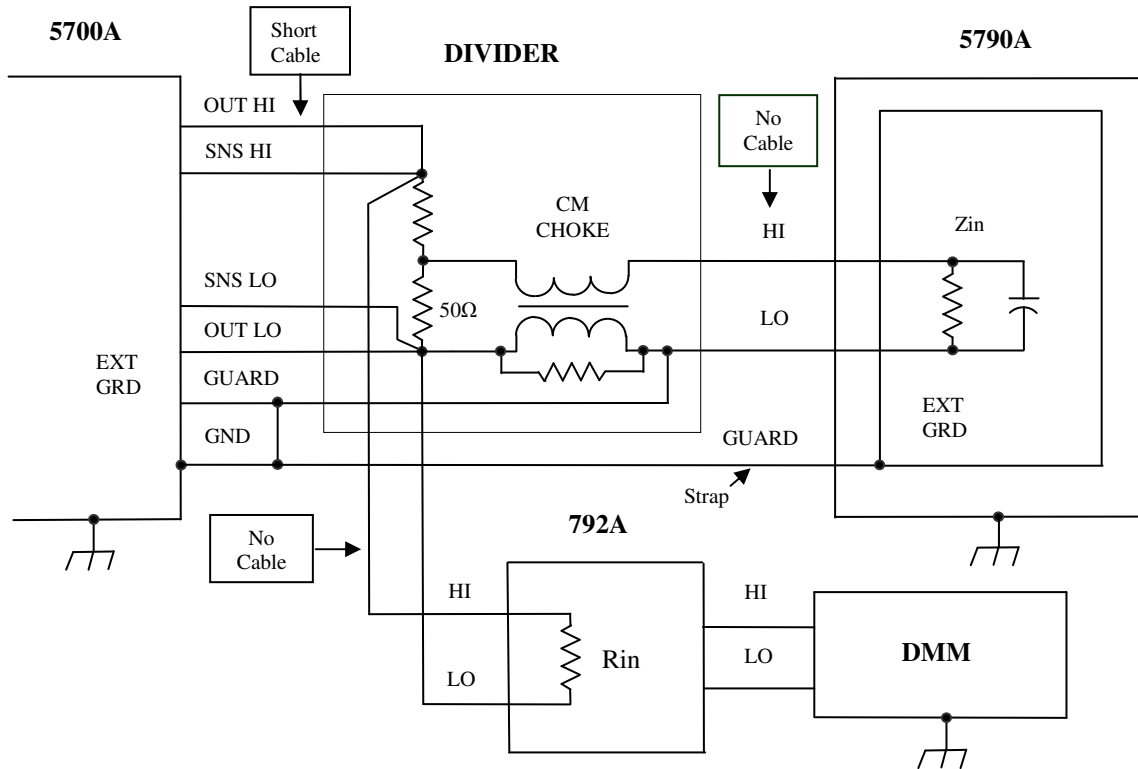 5700A
Short
Cable
DIVIDER
5790A
OUT HI
SNS HI
No
Cable
CM
CHOKE
HI
Zin
SNS LO
50Ω
OUT LO
LO
EXT
GRD
GUARD
EXT
GRD
GND
GUARD
Strap
792A
No
Cable
HI
HI
Rin
LO
DMM
LO